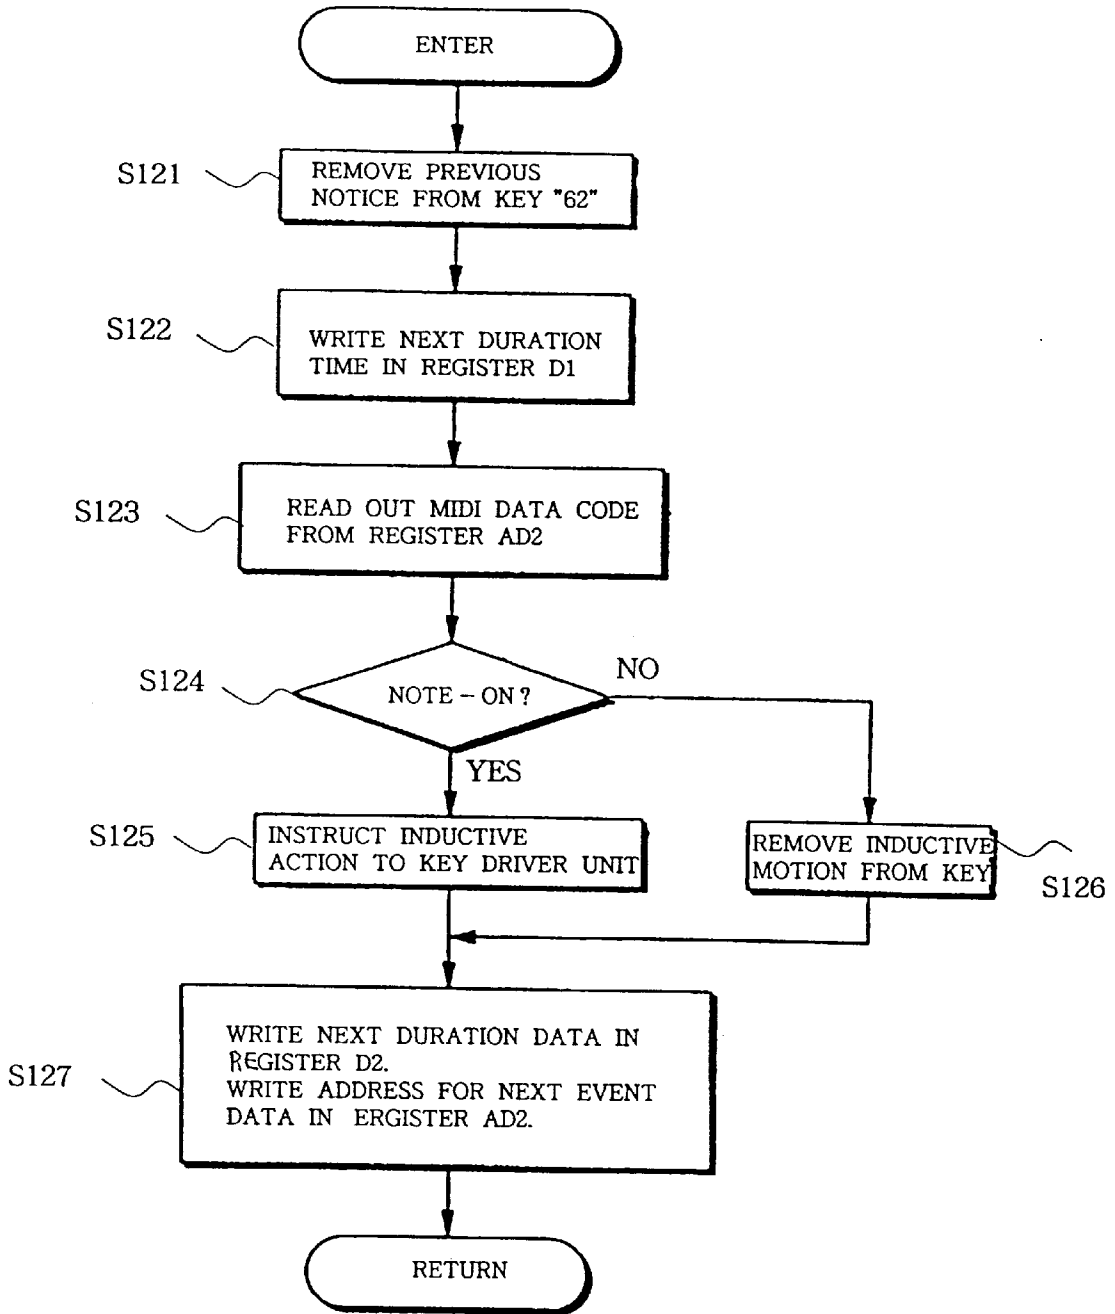 ENTER
S121
REMOVE PREVIOUS
NOTICE FROM KEY "62"
S122
WRITE NEXT DURATION
TIME IN REGISTER D1
S123
READ OUT MIDI DATA CODE
FROM REGISTER AD2
S124
NOTE - ON ?
NO
YES
S125
INSTRUCT INDUCTIVE
ACTION TO KEY DRIVER UNIT
REMOVE INDUCTIVE
MOTION FROM KEY
S126
S127
WRITE NEXT DURATION DATA IN
REGISTER D2.
WRITE ADDRESS FOR NEXT EVENT
DATA IN ERGISTER AD2.
RETURN